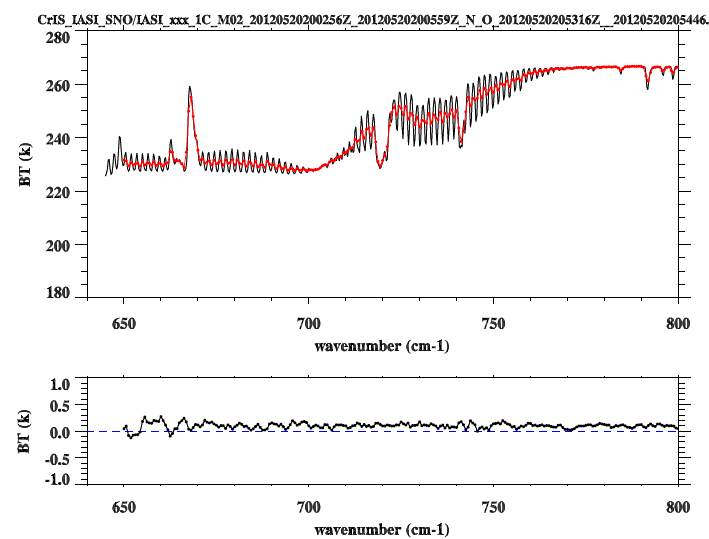 CrIS_IASI_SNO/IASI_xxx_1C_M02_20120520200256Z_20120520200559Z_N_O_20120520205316Z__20120520205446.
280
260
240
220
200
180
BT (k)
650 700 750 800
wavenumber (cm-1)
1.0
0.5
0.0
-0.5
-1.0
BT (k)
650 700 750 800
wavenumber (cm-1)